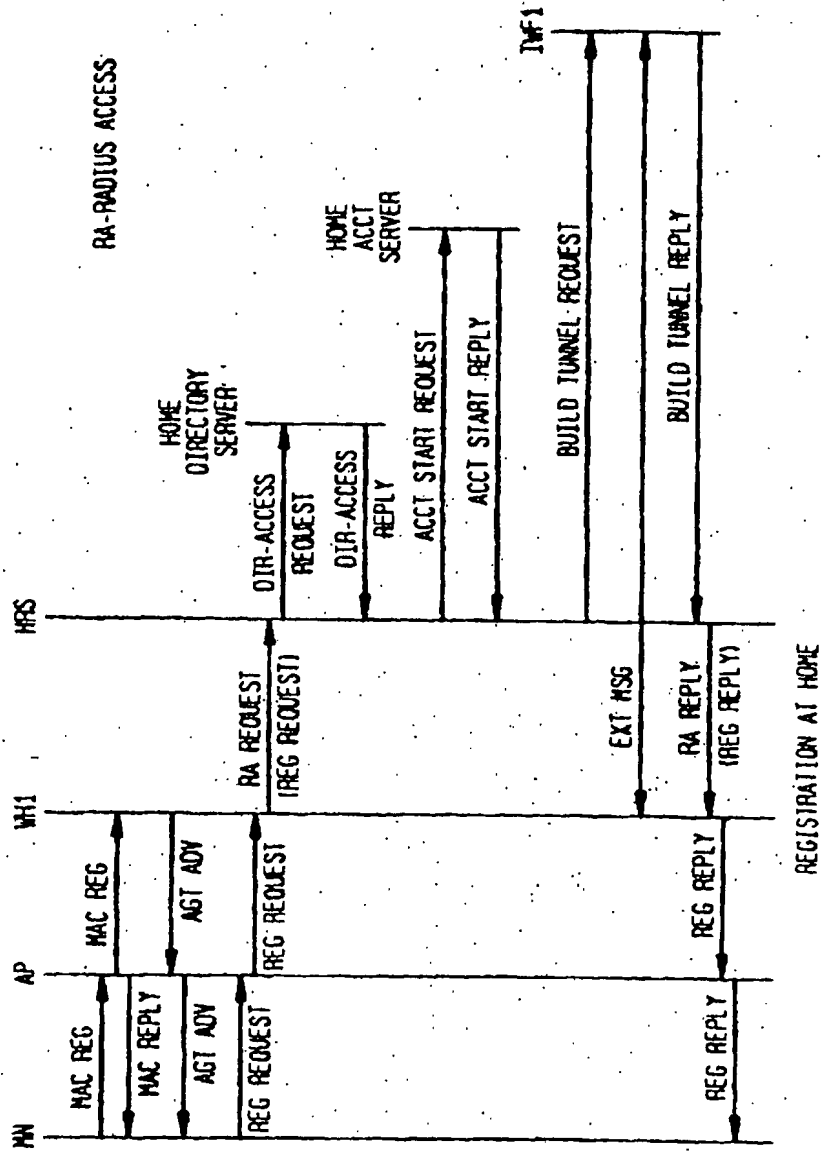 MN
AP
WH1
HRS
RA-RADIUS ACCESS
HOME
DIRECTORY
SERVER
HOME
ACCT
SERVER
IWF1
MAC REG
MAC REG
MAC REPLY
AGT ADV
AGT ADV
REG REQUEST
REG REQUEST
RA REQUEST
(REG REQUEST)
DIR-ACCESS
REQUEST
DIR-ACCESS
REPLY
ACCT START REQUEST
ACCT START REPLY
BUILD TUNNEL REQUEST
EXT MSG
BUILD TUNNEL REPLY
RA REPLY
(REG REPLY)
REG REPLY
REG REPLY
REGISTRATION AT HOME